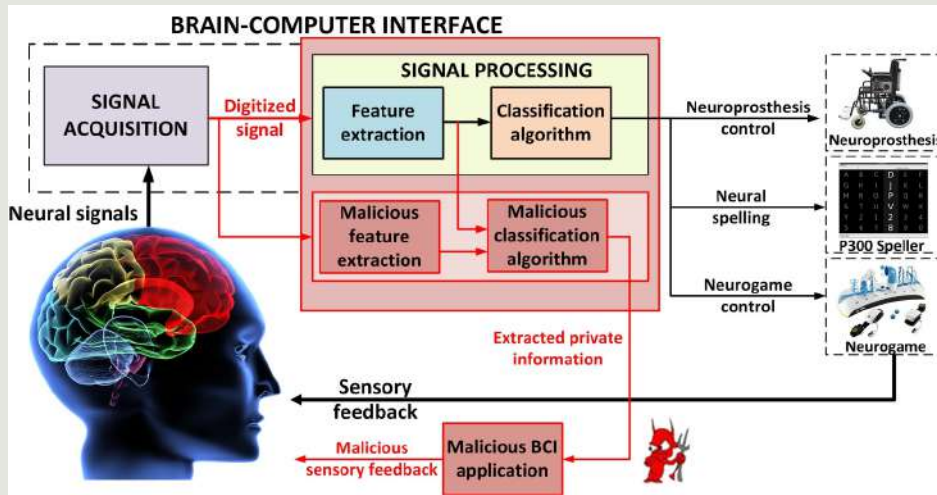 BRAIN-COMPUTER INTERFACE
SIGNAL
ACQUISITION
Digitized
signal
SIGNAL PROCESSING
Feature
extraction
Classification
algorithm
Neuroprosthesis
control
Neuroprosthesis
Neural signals
Malicious
feature
extraction
Malicious
classification
algorithm
Neural
spelling
P300 Speller
Neurogame
control
Neurogame
Extracted private
information
Sensory
feedback
Malicious
sensory feedback
Malicious BCI
application